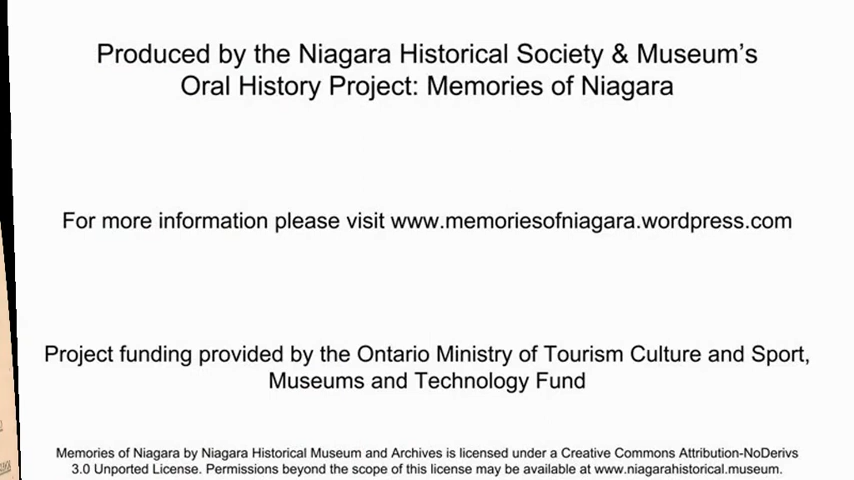 Produced by the Niagara Historical Society & Museum’s
Oral History Project: Memories of Niagara
For more information please visit www.memoriesofniagara.wordpress.com
Project funding provided by the Ontario Ministry of Tourism Culture and Sport,
Museums and Technology Fund
Memories of Niagara by Niagara Historical Museum and Archives is licensed under a Creative Commons Attribution-NoDerivs
3.0 Unported License. Permissions beyond the scope of this license may be available at www.niagarahistorical.museum.